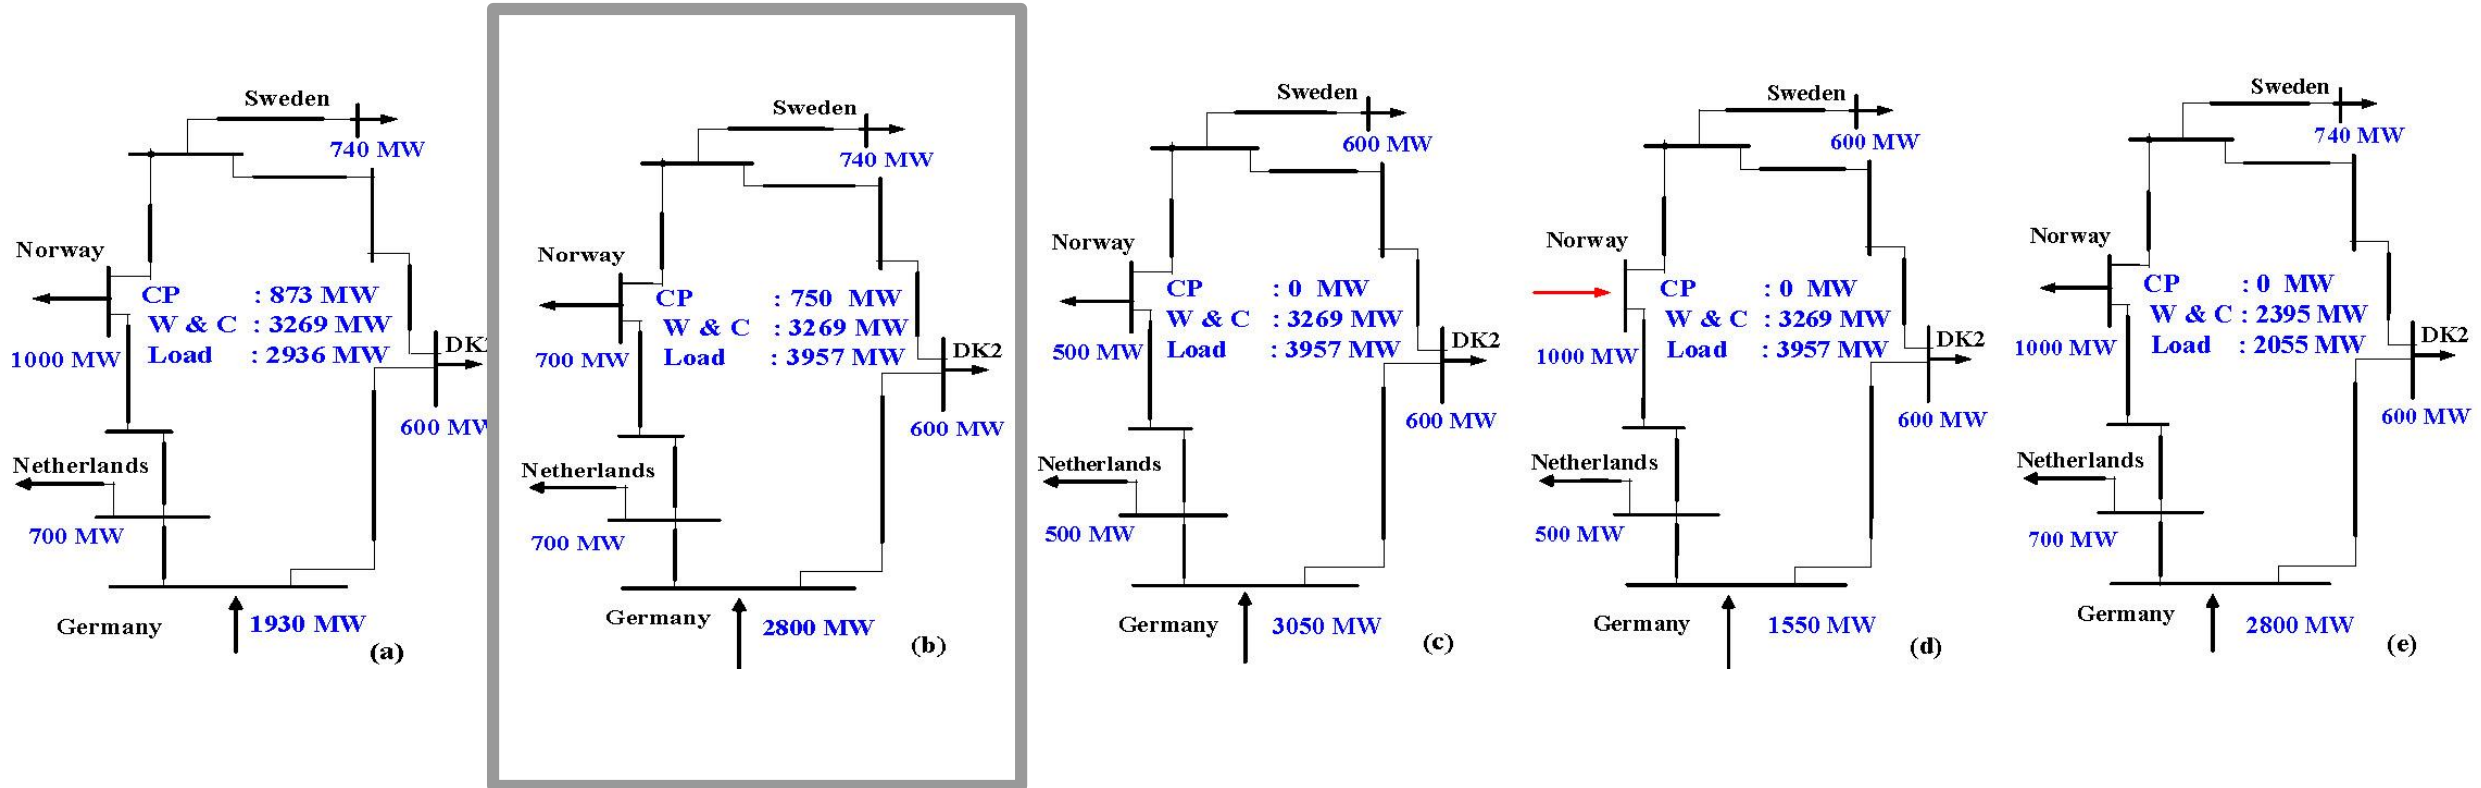 Sweden
740 MW
Norway
CP : 873 MW
W & C : 3269 MW
Load : 2936 MW
1000 MW
DK2
600 MW
Netherlands
700 MW
Germany
1930 MW
(a)
Sweden
740 MW
Norway
CP : 750 MW
W & C : 3269 MW
Load : 3957 MW
700 MW
DK2
600 MW
Netherlands
700 MW
Germany
2800 MW
(b)
Sweden
600 MW
Norway
CP : 0 MW
W & C : 3269 MW
Load : 3957 MW
500 MW
DK2
600 MW
Netherlands
500 MW
Germany
3050 MW
(c)
Sweden
600 MW
Norway
CP : 0 MW
W & C : 3269 MW
Load : 3957 MW
1000 MW
DK2
600 MW
Netherlands
500 MW
Germany
1550 MW
(d)
Sweden
740 MW
Norway
CP : 0 MW
W & C : 2395 MW
Load : 2055 MW
1000 MW
DK2
600 MW
Netherlands
700 MW
Germany
2800 MW
(e)